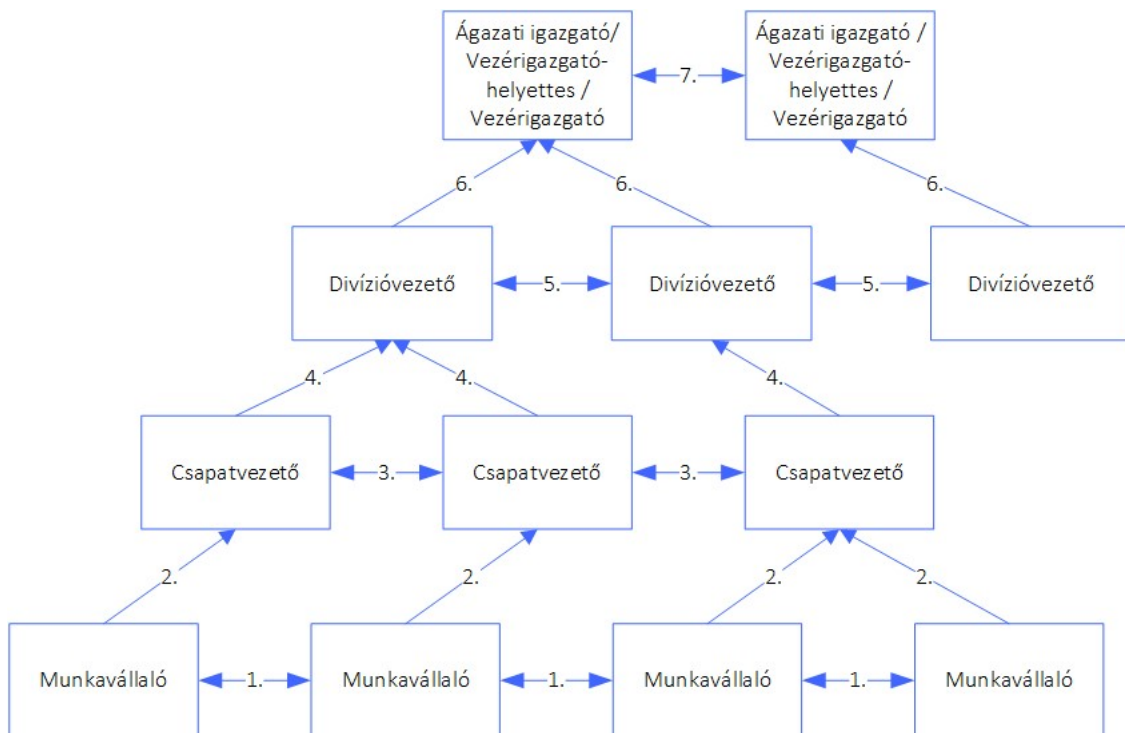 Ágazati igazgató/
Vezérigazgató-
helyettes /
Vezérigazgató
7.
Ágazati igazgató /
Vezérigazgató-
helyettes /
Vezérigazgató
6.
6.
6.
Divízióvezető
5.
Divízióvezető
5.
Divízióvezető
4.
4.
4.
Csapatvezető
3.
Csapatvezető
3.
Csapatvezető
2.
2.
2.
2.
Munkavállaló
1.
Munkavállaló
1.
Munkavállaló
1.
Munkavállaló